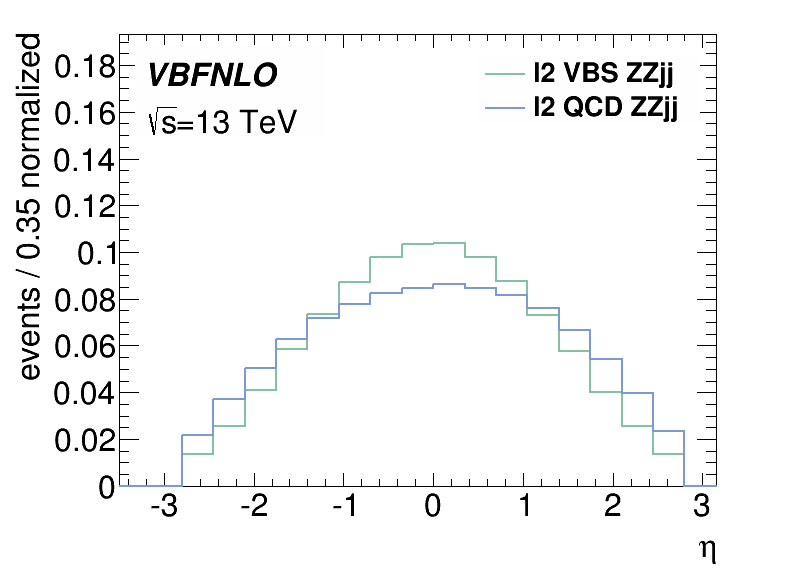 VBFNLO
√s=13 TeV
l2 VBS ZZjj
l2 QCD ZZjj
events / 0.35 normalized
0.18
0.16
0.14
0.12
0.1
0.08
0.06
0.04
0.02
0
-3 -2 -1 0 1 2 3
η